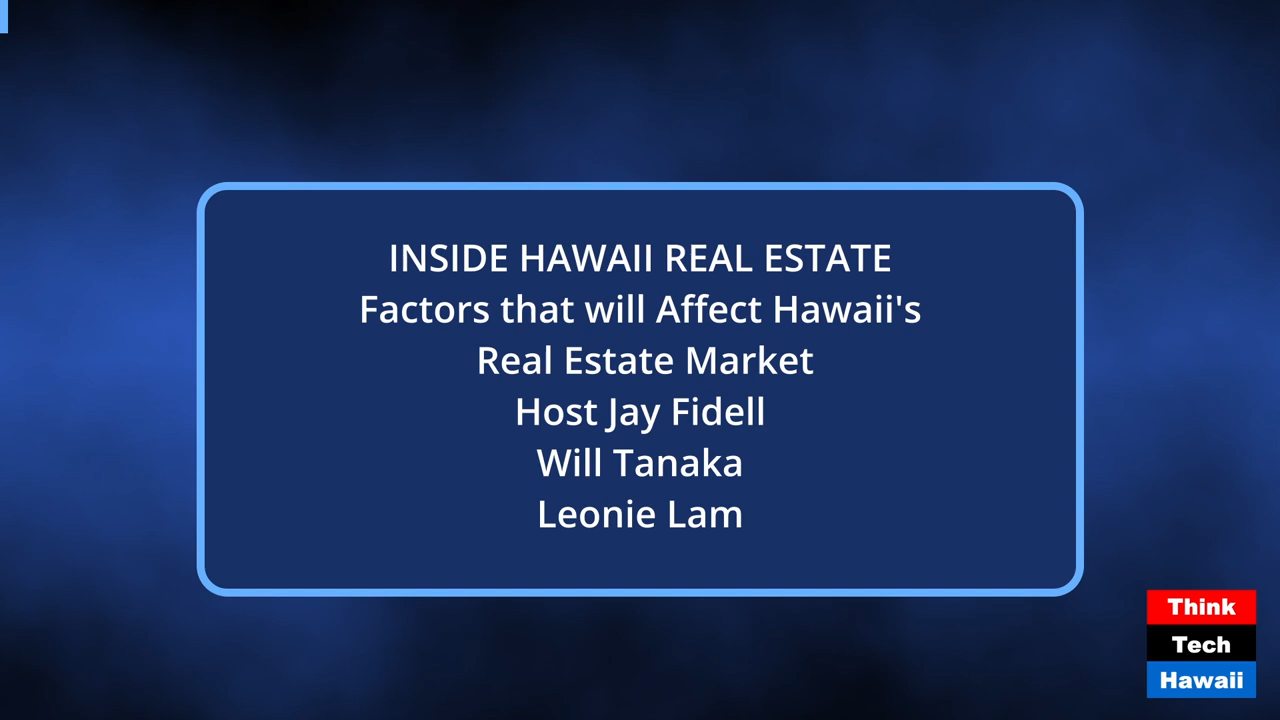 INSIDE HAWAII REAL ESTATE
Factors that will Affect Hawaii's
Real Estate Market
Host Jay Fidell
Will Tanaka
Leonie Lam
Think
Tech
Hawaii